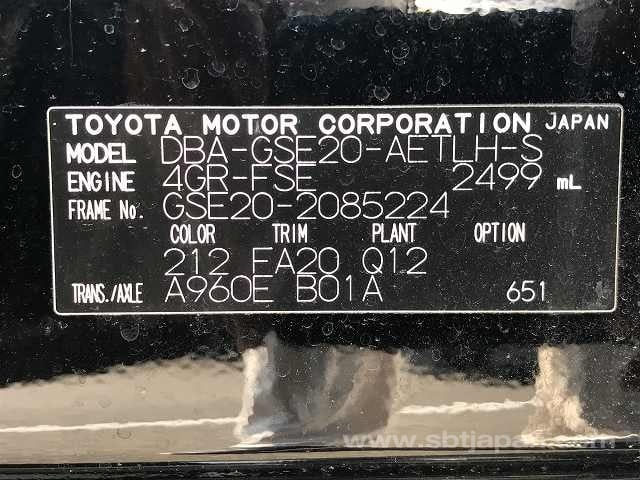 TOYOTA MOTOR CORPORATION JAPAN
MODEL DBA-GSE20-AETLH-S
ENGINE 4GR-FSE 2499 mL
FRAME No. GSE20-2085224
COLOR TRIM PLANT OPTION
212 FA20 Q12
TRANS./AXLE A960E B01A 651
www.sbtjapan.com